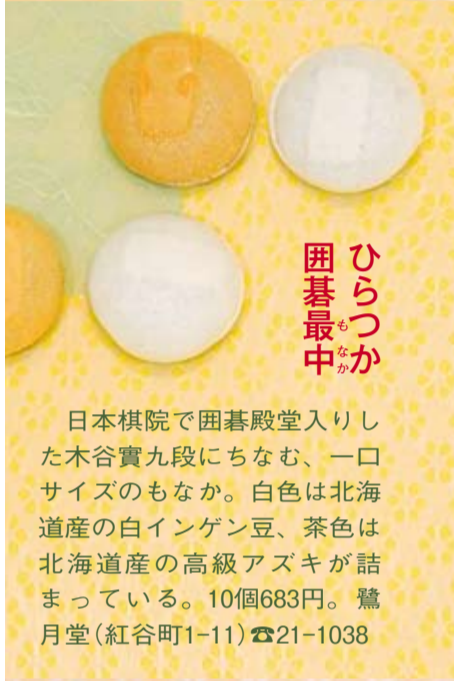 ひらつか
囲碁最中
もなか
日本棋院で囲碁殿堂入りし
た木谷實九段にちなむ、一口
サイズのもなか。白色は北海
道産の白インゲン豆、茶色は
北海道産の高級アズキが詰
まっている。10個683円。鷺
月堂(紅谷町1-11)☎21-1038